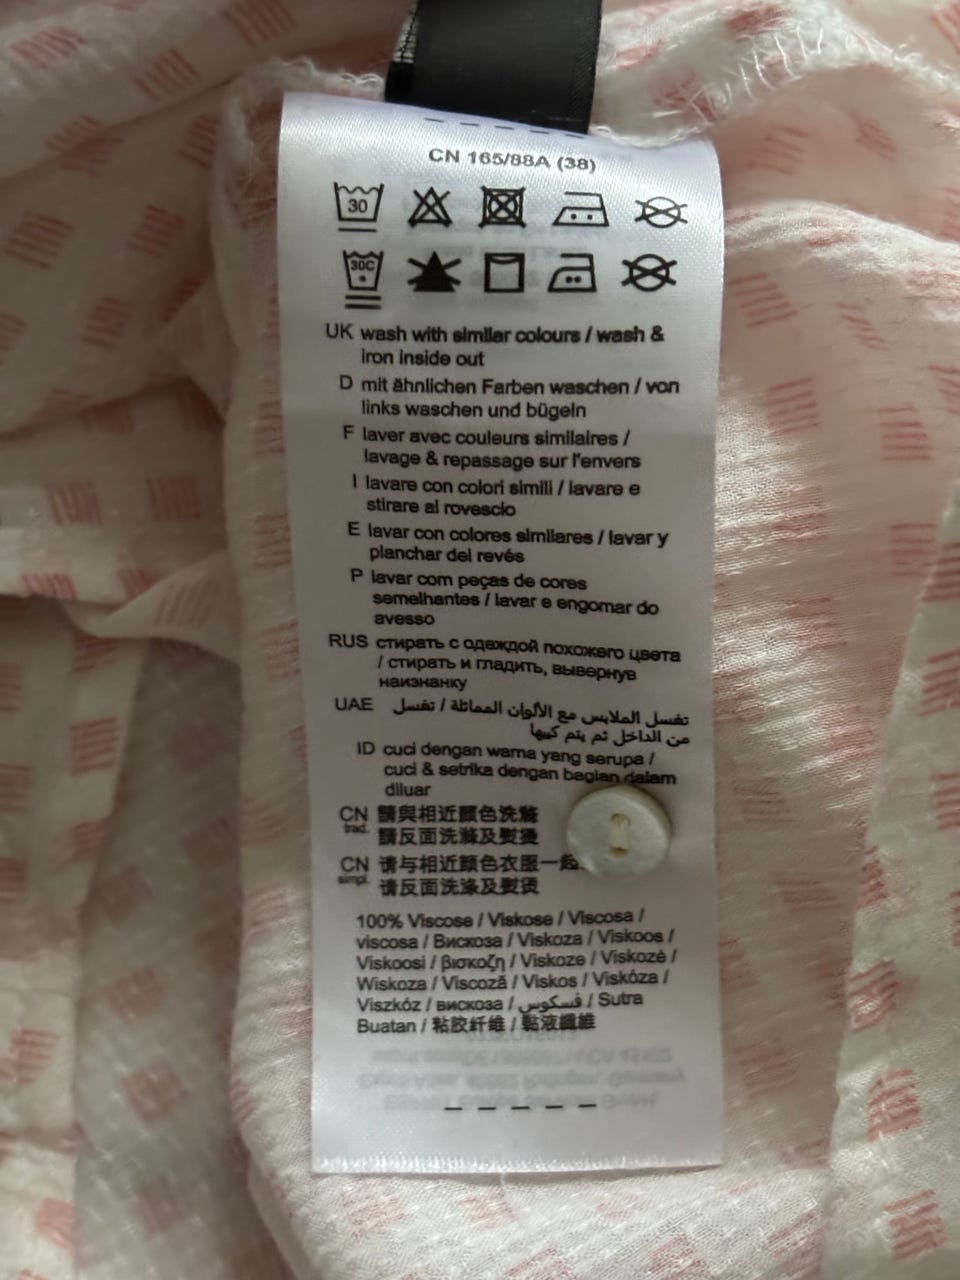 CN 165/88A (38)
30
30C
UK wash with similar colours / wash &
iron inside out
D mit ähnlichen Farben waschen / von
links waschen und bügeln
F laver avec couleurs similaires /
lavage & repassage sur l'envers
I lavare con colori simili / lavare e
stirare al rovescio
E lavar con colores similares / lavar y
planchar del revés
P lavar com peças de cores
semelhantes / lavar e engomar do
avesso
RUS стирать с одеждой похожего цвета
/ стирать и гладить, вывернув
наизнанку
UAE تغسل الملابس مع الألوان المماثلة / تغسل
من الداخل ثم يتم كيها
ID cuci dengan warna yang serupa /
cuci & setrika dengan bagian dalam
diluar
CN 請與相近顏色洗滌
trad. 請反面洗滌及熨燙
CN 请与相近颜色衣服一起
simpl. 请反面洗涤及熨烫
100% Viscose / Viskose / Viscosa /
viscosa / Вискоза / Viskoza / Viskoos /
Viskoosi / βισκοζη / Viskoze / Viskozė /
Wiskoza / Viscoză / Viskos / Viskóza /
Viszkóz / вискоза / فسكوس / Sutra
Buatan / 粘胶纤维 / 黏液纖維